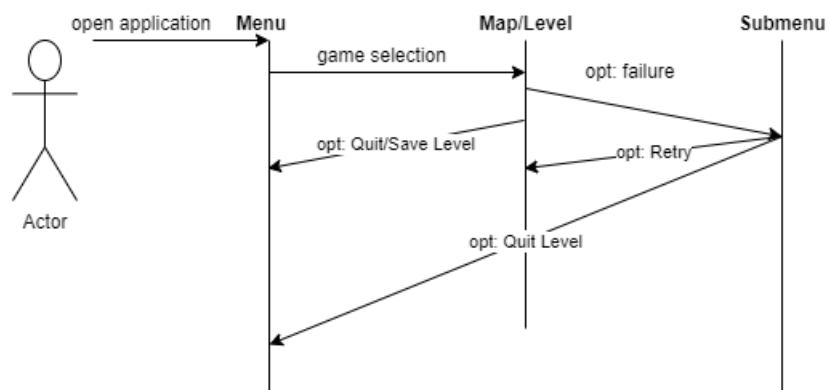 open application
Menu
Map/Level
Submenu
game selection
opt: failure
opt: Quit/Save Level
opt: Retry
Actor
opt: Quit Level